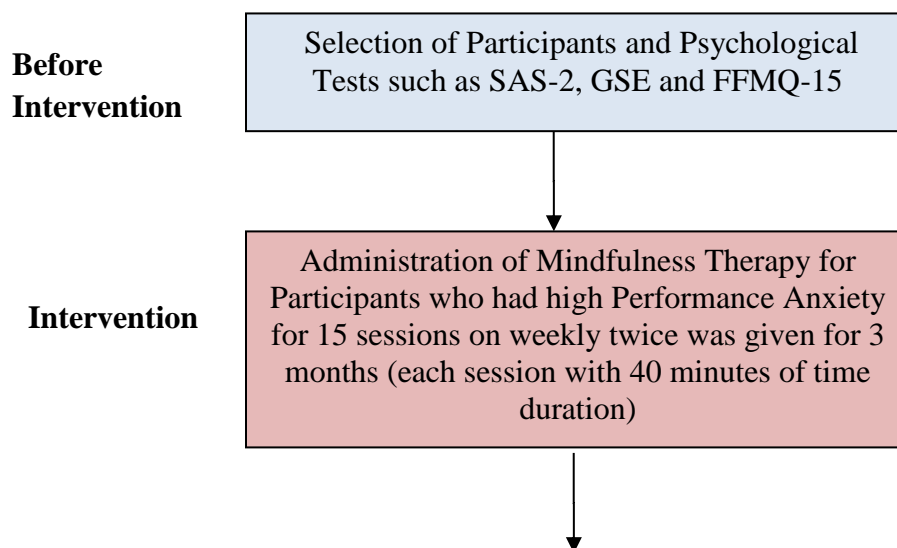 Before
Intervention
Selection of Participants and Psychological
Tests such as SAS-2, GSE and FFMQ-15
Intervention
Administration of Mindfulness Therapy for
Participants who had high Performance Anxiety
for 15 sessions on weekly twice was given for 3
months (each session with 40 minutes of time
duration)